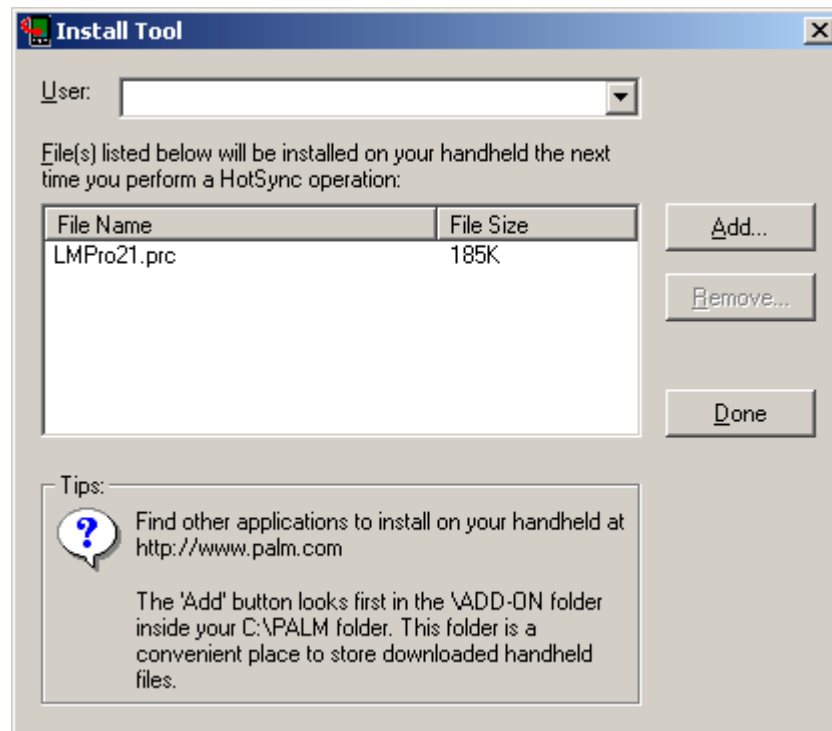 Install Tool
User:
File(s) listed below will be installed on your handheld the next
time you perform a HotSync operation:
File Name File Size
LMPro21.prc 185K
Add...
Remove...
Done
Tips:
Find other applications to install on your handheld at
http://www.palm.com
The 'Add' button looks first in the \ADD-ON folder
inside your C:\PALM folder. This folder is a
convenient place to store downloaded handheld
files.